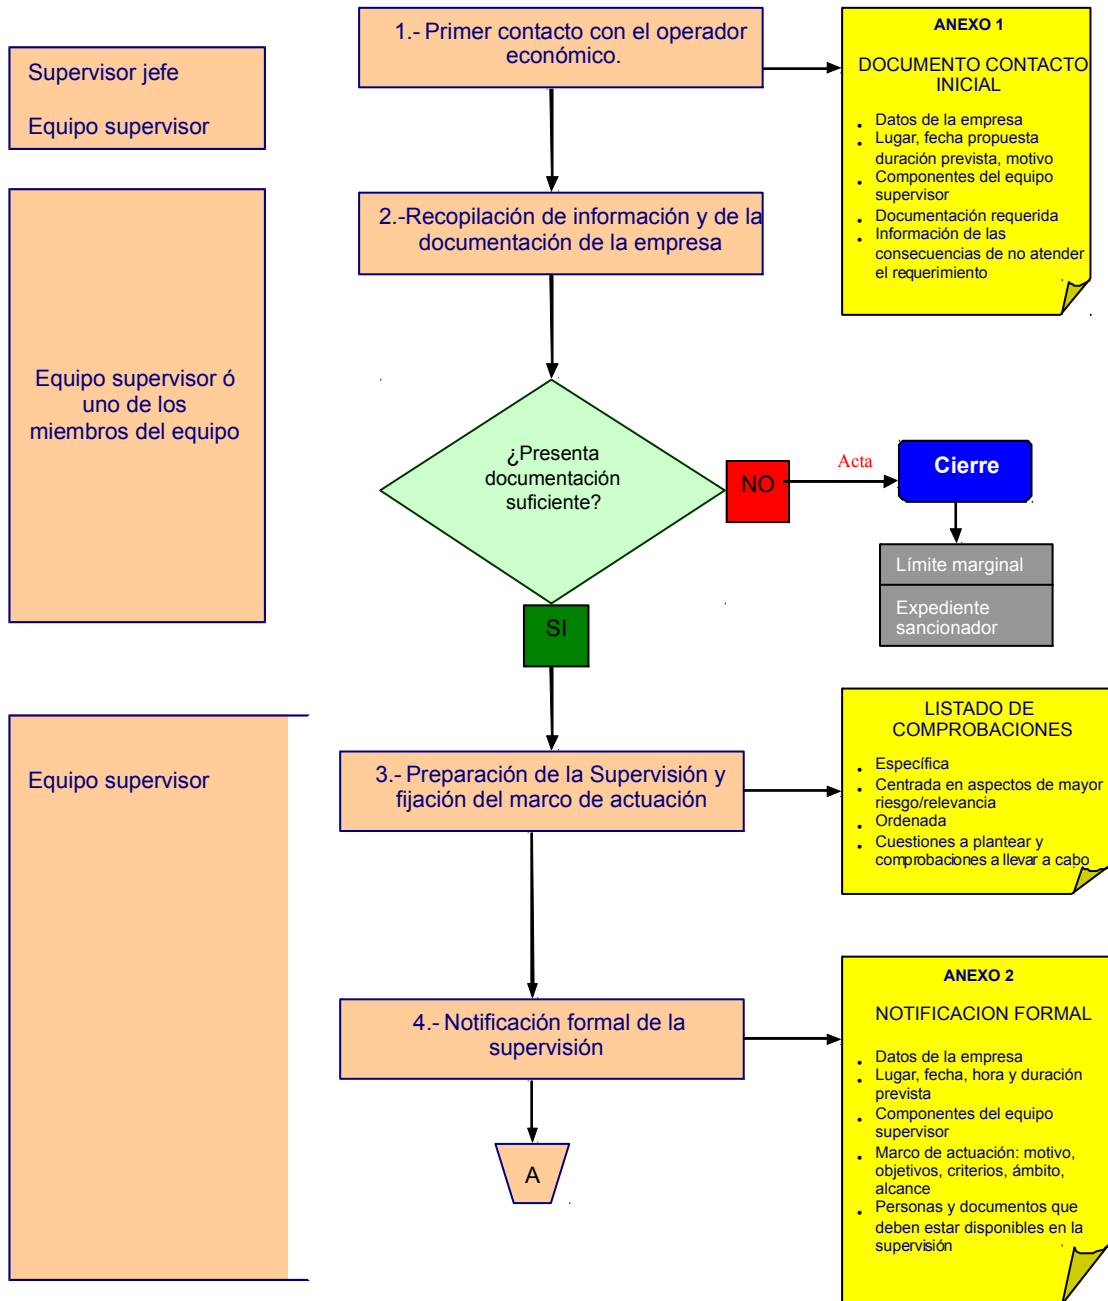 Supervisor jefe
Equipo supervisor
1.- Primer contacto con el operador
económico.
ANEXO 1
DOCUMENTO CONTACTO
INICIAL
• Datos de la empresa
• Lugar, fecha propuesta
duración prevista, motivo
• Componentes del equipo
supervisor
• Documentación requerida
• Información de las
consecuencias de no atender
el requerimiento
2.-Recopilación de información y de la
documentación de la empresa
Equipo supervisor ó
uno de los
miembros del equipo
¿Presenta
documentación
suficiente?
NO
Acta
Cierre
Límite marginal
Expediente
sancionador
SI
Equipo supervisor
3.- Preparación de la Supervisión y
fijación del marco de actuación
LISTADO DE
COMPROBACIONES
• Específica
• Centrada en aspectos de mayor
riesgo/relevancia
• Ordenada
• Cuestiones a plantear y
comprobaciones a llevar a cabo
4.- Notificación formal de la
supervisión
ANEXO 2
NOTIFICACION FORMAL
• Datos de la empresa
• Lugar, fecha, hora y duración
prevista
• Componentes del equipo
supervisor
• Marco de actuación: motivo,
objetivos, criterios, ámbito,
alcance
• Personas y documentos que
deben estar disponibles en la
supervisión
A